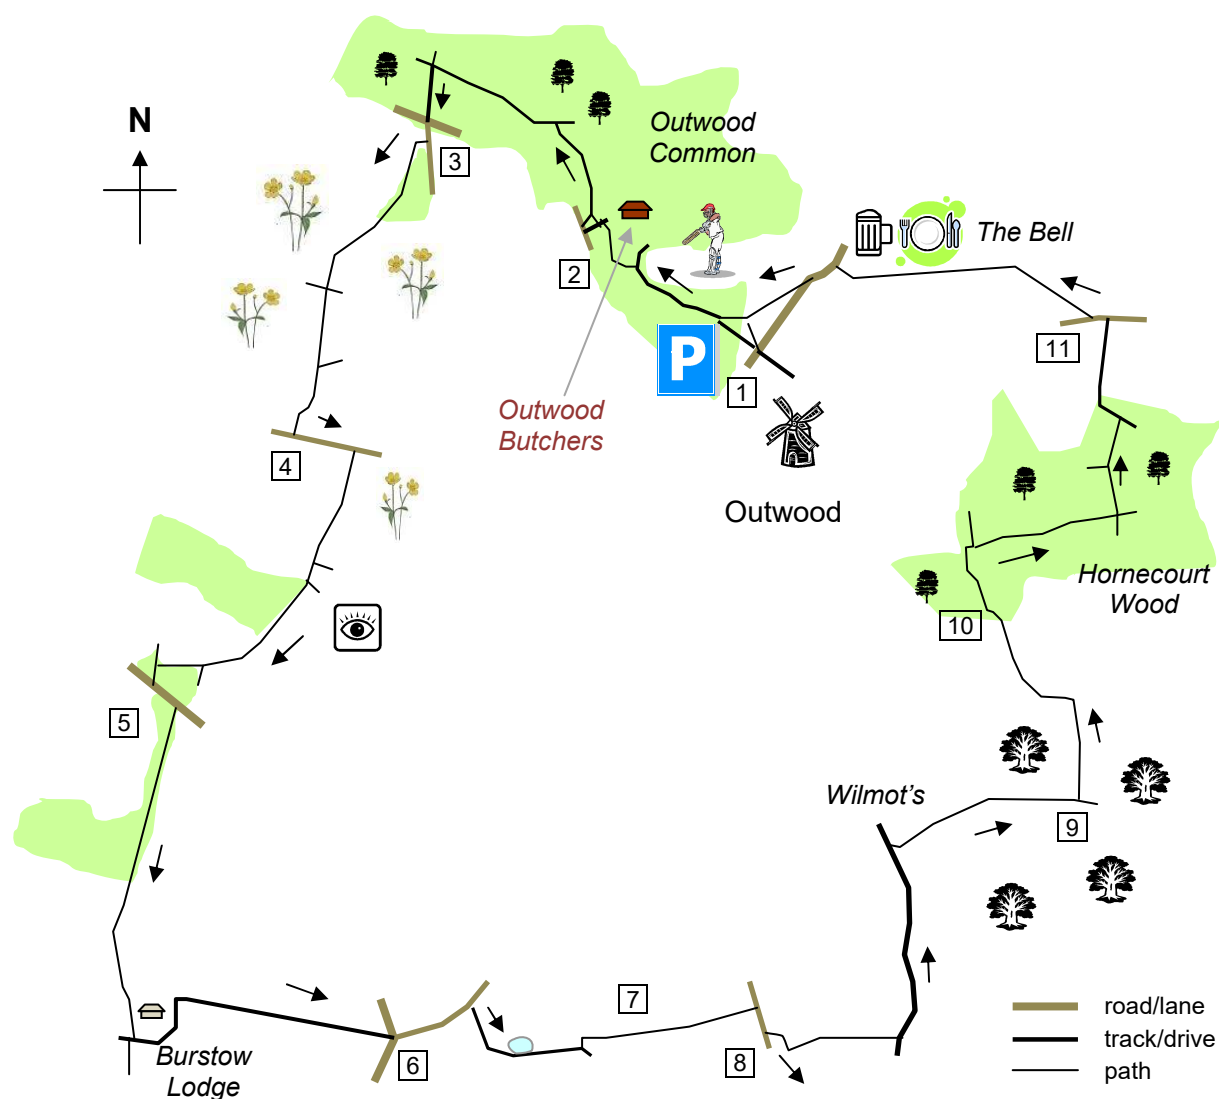 N
Outwood
Common
3
The Bell
2
P
1
11
Outwood
Butchers
4
Outwood
Hornecourt
Wood
10
5
Wilmot's
9
7
road/lane
track/drive
path
6
8
Burstow
Lodge